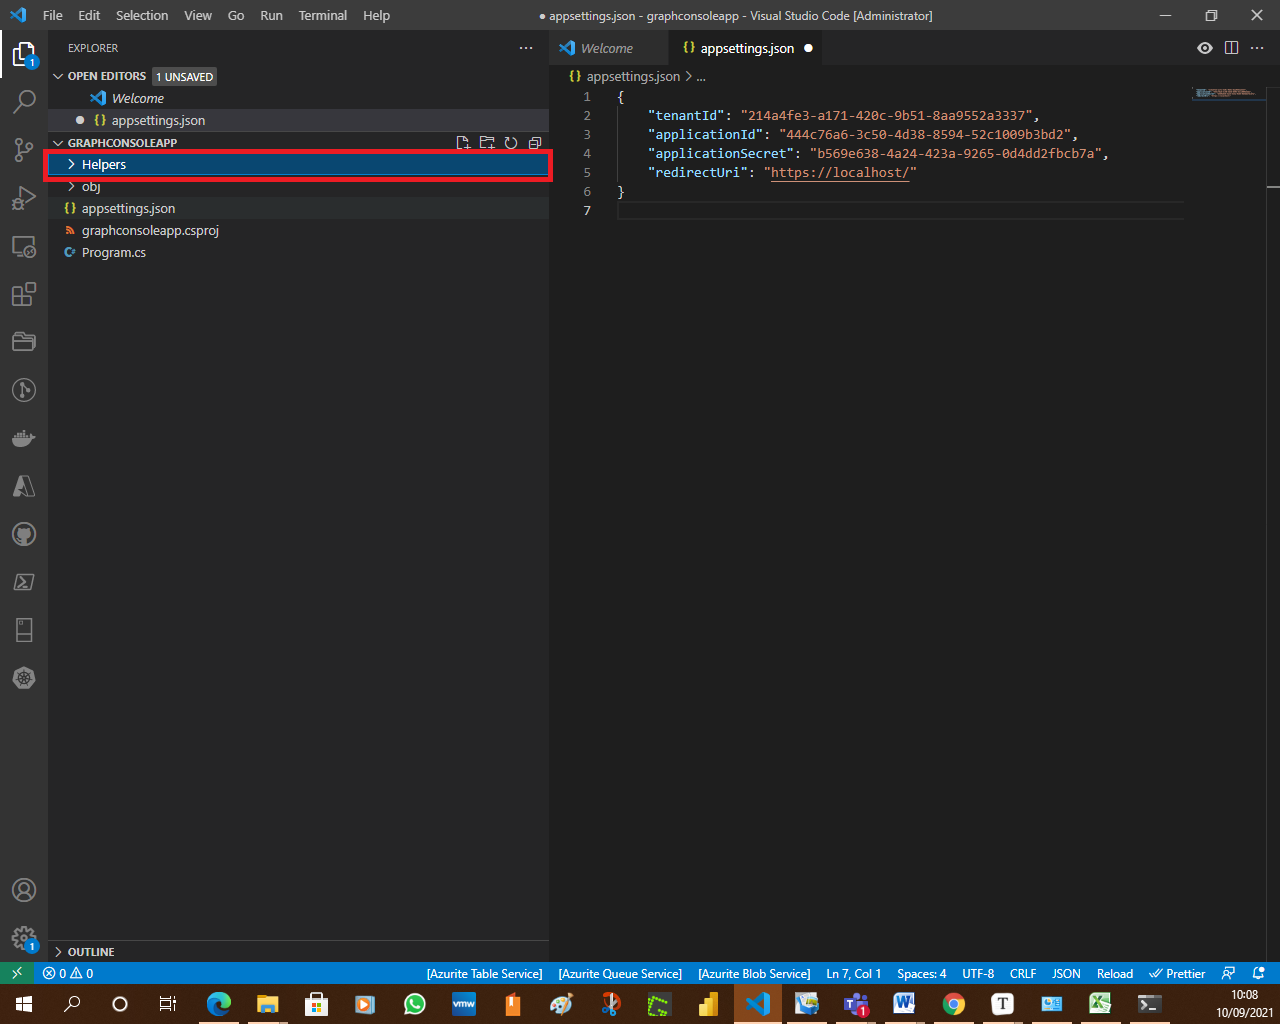 File Edit Selection View Go Run Terminal Help
● appsettings.json - graphconsoleapp - Visual Studio Code [Administrator]
EXPLORER
OPEN EDITORS 1 UNSAVED
Welcome
appsettings.json
GRAPHCONSOLEAPP
Helpers
obj
appsettings.json
graphconsoleapp.csproj
Program.cs
OUTLINE
Welcome
appsettings.json
appsettings.json > ...
1 {
2 "tenantId": "214a4fe3-a171-420c-9b51-8aa9552a3337",
3 "applicationId": "444c76a6-3c50-4d38-8594-52c1009b3bd2",
4 "applicationSecret": "b569e638-4a24-423a-9265-0d4dd2fbcb7a",
5 "redirectUri": "https://localhost/"
6 }
7
1
1
0 0
[Azurite Table Service] [Azurite Queue Service] [Azurite Blob Service] Ln 7, Col 1 Spaces: 4 UTF-8 CRLF JSON Reload Prettier
vmw
1
W
T
10:08
10/09/2021